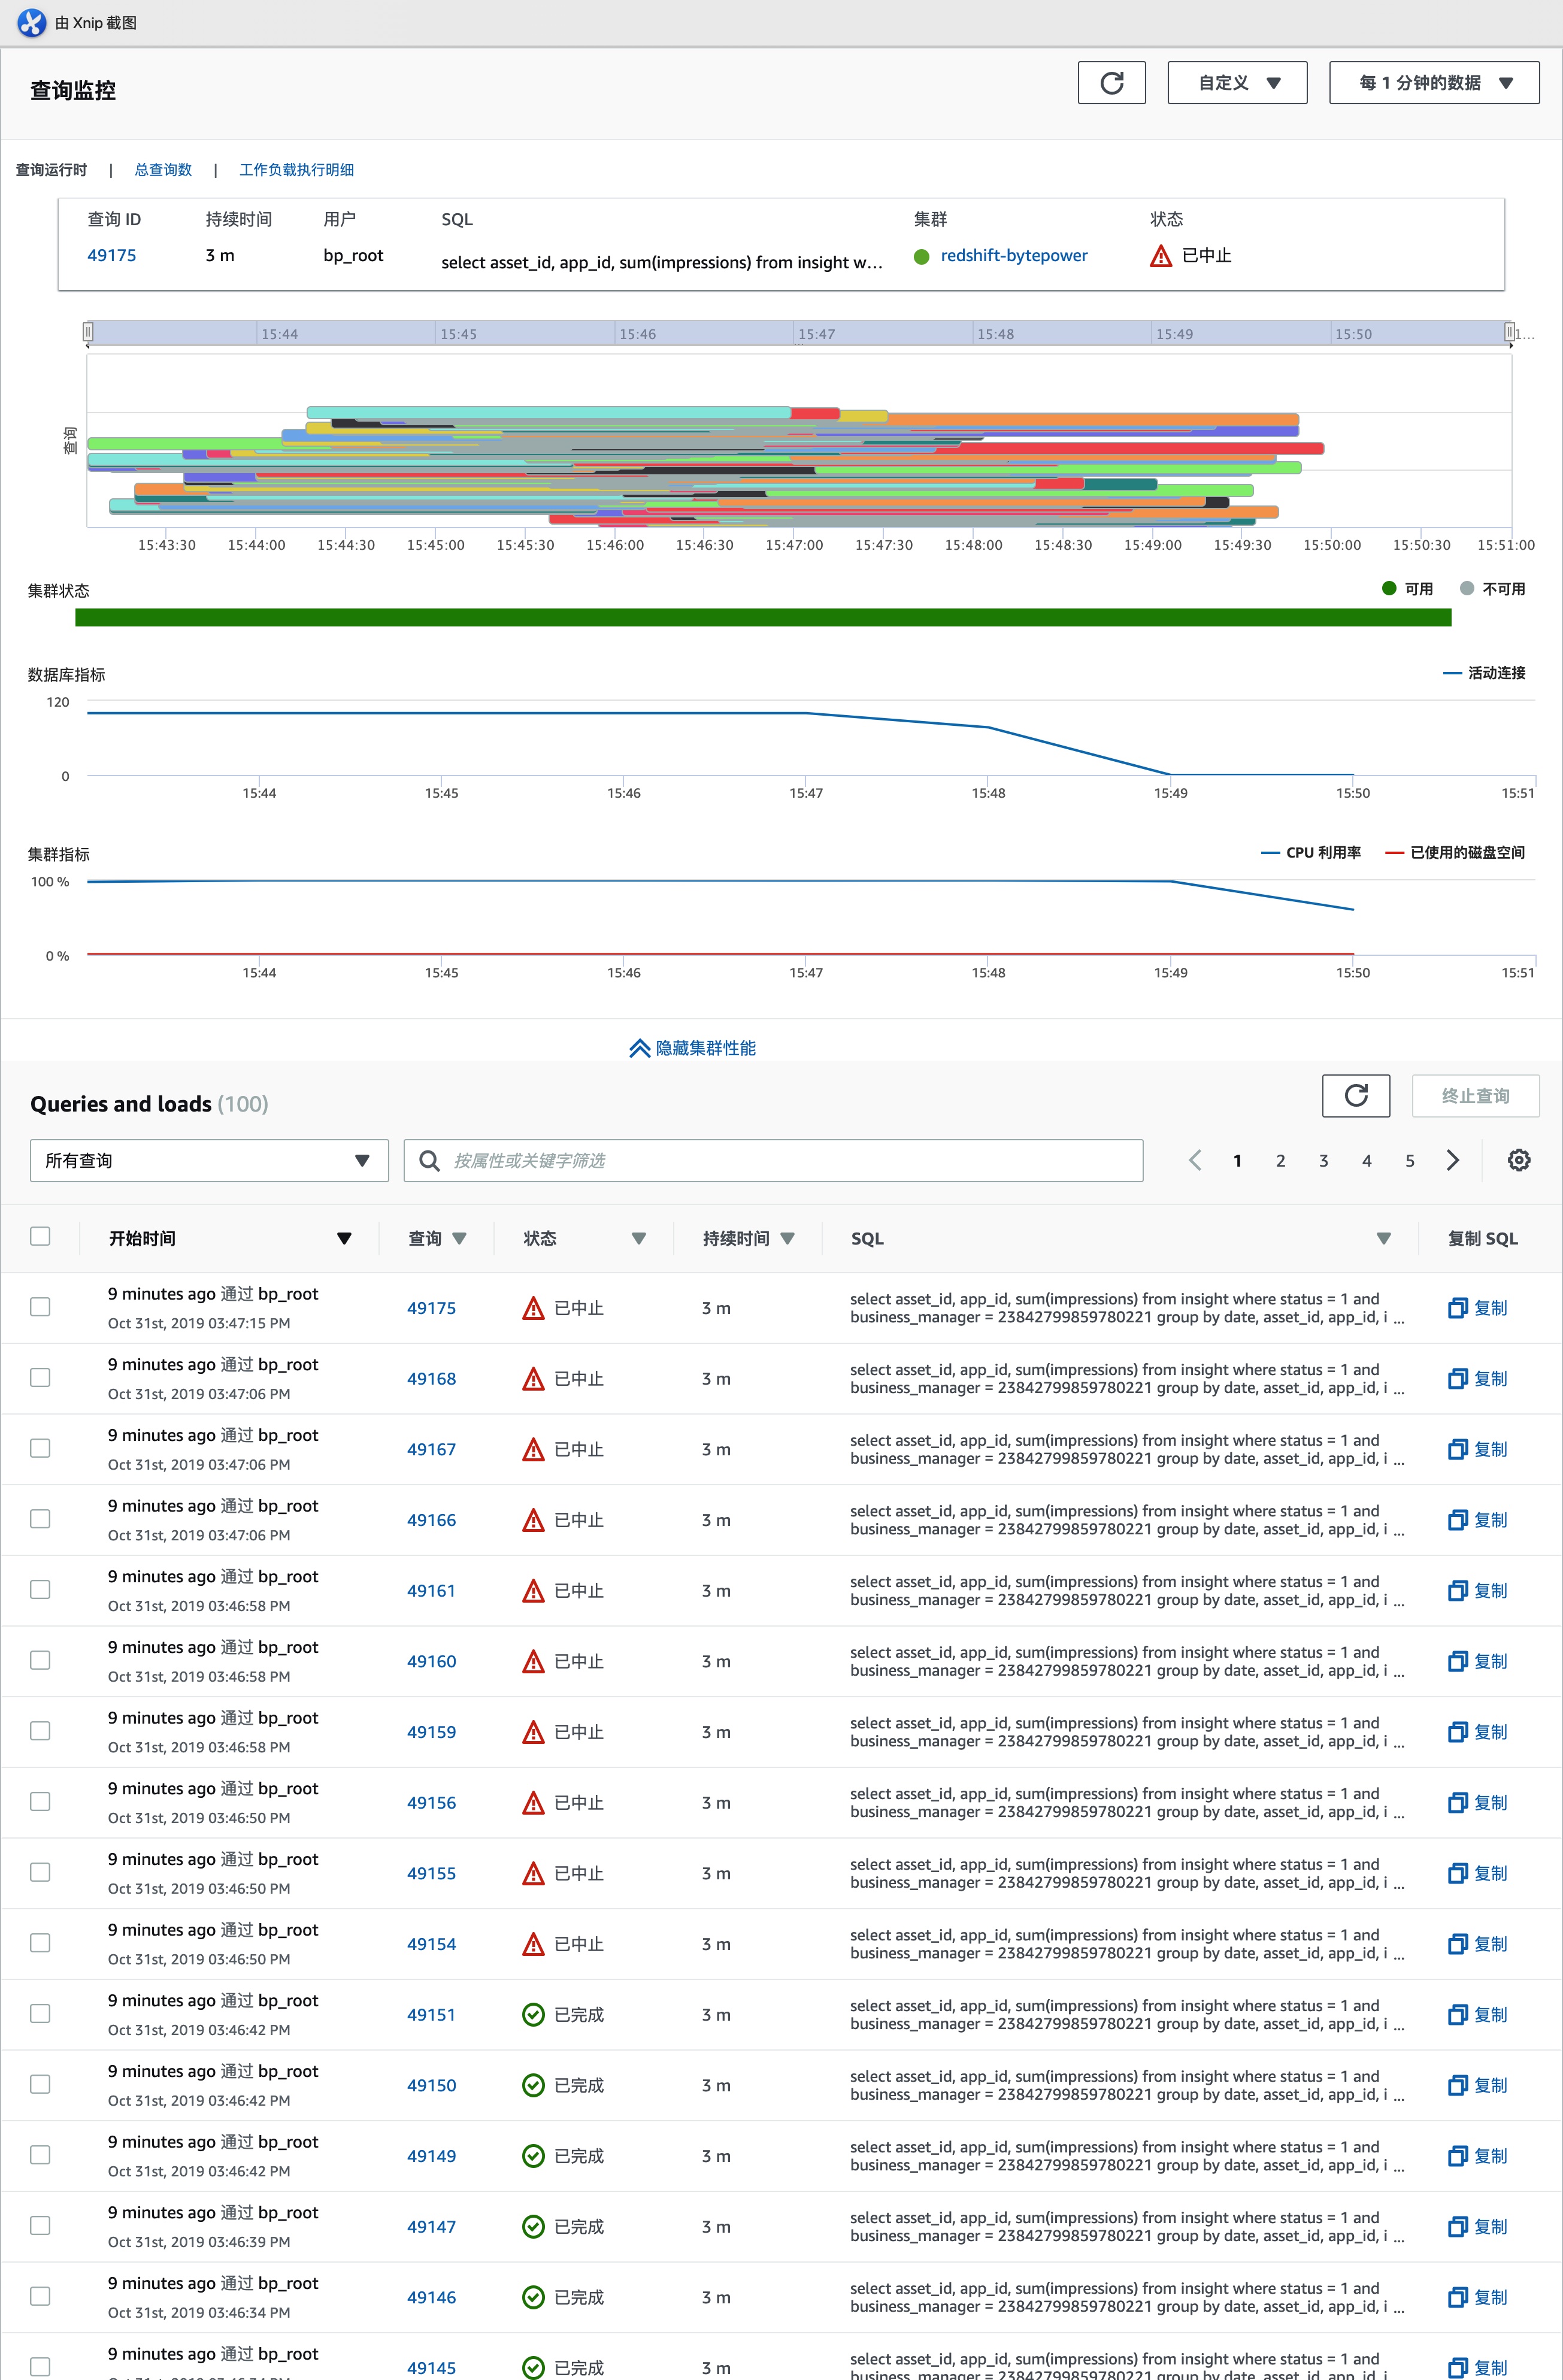 由 Xnip 截图
查询监控
自定义
每 1 分钟的数据
查询运行时 | 总查询数 | 工作负载执行明细
查询 ID 持续时间 用户 SQL 集群 状态
49175 3 m bp_root select asset_id, app_id, sum(impressions) from insight w… redshift-bytepower 已中止
15:44 15:45 15:46 15:47 15:48 15:49 15:50 1…
查询
15:43:30 15:44:00 15:44:30 15:45:00 15:45:30 15:46:00 15:46:30 15:47:00 15:47:30 15:48:00 15:48:30 15:49:00 15:49:30 15:50:00 15:50:30 15:51:00
集群状态 可用 不可用
数据库指标 活动连接
120
0
15:44 15:45 15:46 15:47 15:48 15:49 15:50 15:51
集群指标 CPU 利用率 已使用的磁盘空间
100 %
0 %
15:44 15:45 15:46 15:47 15:48 15:49 15:50 15:51
隐藏集群性能
Queries and loads (100) 终止查询
所有查询 按属性或关键字筛选 1 2 3 4 5
开始时间 查询 状态 持续时间 SQL 复制 SQL
9 minutes ago 通过 bp_root
Oct 31st, 2019 03:47:15 PM
49175 已中止 3 m
select asset_id, app_id, sum(impressions) from insight where status = 1 and
business_manager = 23842799859780221 group by date, asset_id, app_id, i ...
复制
9 minutes ago 通过 bp_root
Oct 31st, 2019 03:47:06 PM
49168 已中止 3 m
select asset_id, app_id, sum(impressions) from insight where status = 1 and
business_manager = 23842799859780221 group by date, asset_id, app_id, i ...
复制
9 minutes ago 通过 bp_root
Oct 31st, 2019 03:47:06 PM
49167 已中止 3 m
select asset_id, app_id, sum(impressions) from insight where status = 1 and
business_manager = 23842799859780221 group by date, asset_id, app_id, i ...
复制
9 minutes ago 通过 bp_root
Oct 31st, 2019 03:47:06 PM
49166 已中止 3 m
select asset_id, app_id, sum(impressions) from insight where status = 1 and
business_manager = 23842799859780221 group by date, asset_id, app_id, i ...
复制
9 minutes ago 通过 bp_root
Oct 31st, 2019 03:46:58 PM
49161 已中止 3 m
select asset_id, app_id, sum(impressions) from insight where status = 1 and
business_manager = 23842799859780221 group by date, asset_id, app_id, i ...
复制
9 minutes ago 通过 bp_root
Oct 31st, 2019 03:46:58 PM
49160 已中止 3 m
select asset_id, app_id, sum(impressions) from insight where status = 1 and
business_manager = 23842799859780221 group by date, asset_id, app_id, i ...
复制
9 minutes ago 通过 bp_root
Oct 31st, 2019 03:46:58 PM
49159 已中止 3 m
select asset_id, app_id, sum(impressions) from insight where status = 1 and
business_manager = 23842799859780221 group by date, asset_id, app_id, i ...
复制
9 minutes ago 通过 bp_root
Oct 31st, 2019 03:46:50 PM
49156 已中止 3 m
select asset_id, app_id, sum(impressions) from insight where status = 1 and
business_manager = 23842799859780221 group by date, asset_id, app_id, i ...
复制
9 minutes ago 通过 bp_root
Oct 31st, 2019 03:46:50 PM
49155 已中止 3 m
select asset_id, app_id, sum(impressions) from insight where status = 1 and
business_manager = 23842799859780221 group by date, asset_id, app_id, i ...
复制
9 minutes ago 通过 bp_root
Oct 31st, 2019 03:46:50 PM
49154 已中止 3 m
select asset_id, app_id, sum(impressions) from insight where status = 1 and
business_manager = 23842799859780221 group by date, asset_id, app_id, i ...
复制
9 minutes ago 通过 bp_root
Oct 31st, 2019 03:46:42 PM
49151 已完成 3 m
select asset_id, app_id, sum(impressions) from insight where status = 1 and
business_manager = 23842799859780221 group by date, asset_id, app_id, i ...
复制
9 minutes ago 通过 bp_root
Oct 31st, 2019 03:46:42 PM
49150 已完成 3 m
select asset_id, app_id, sum(impressions) from insight where status = 1 and
business_manager = 23842799859780221 group by date, asset_id, app_id, i ...
复制
9 minutes ago 通过 bp_root
Oct 31st, 2019 03:46:42 PM
49149 已完成 3 m
select asset_id, app_id, sum(impressions) from insight where status = 1 and
business_manager = 23842799859780221 group by date, asset_id, app_id, i ...
复制
9 minutes ago 通过 bp_root
Oct 31st, 2019 03:46:39 PM
49147 已完成 3 m
select asset_id, app_id, sum(impressions) from insight where status = 1 and
business_manager = 23842799859780221 group by date, asset_id, app_id, i ...
复制
9 minutes ago 通过 bp_root
Oct 31st, 2019 03:46:34 PM
49146 已完成 3 m
select asset_id, app_id, sum(impressions) from insight where status = 1 and
business_manager = 23842799859780221 group by date, asset_id, app_id, i ...
复制
9 minutes ago 通过 bp_root
49145 已完成 3 m
select asset_id, app_id, sum(impressions) from insight where status = 1 and
复制